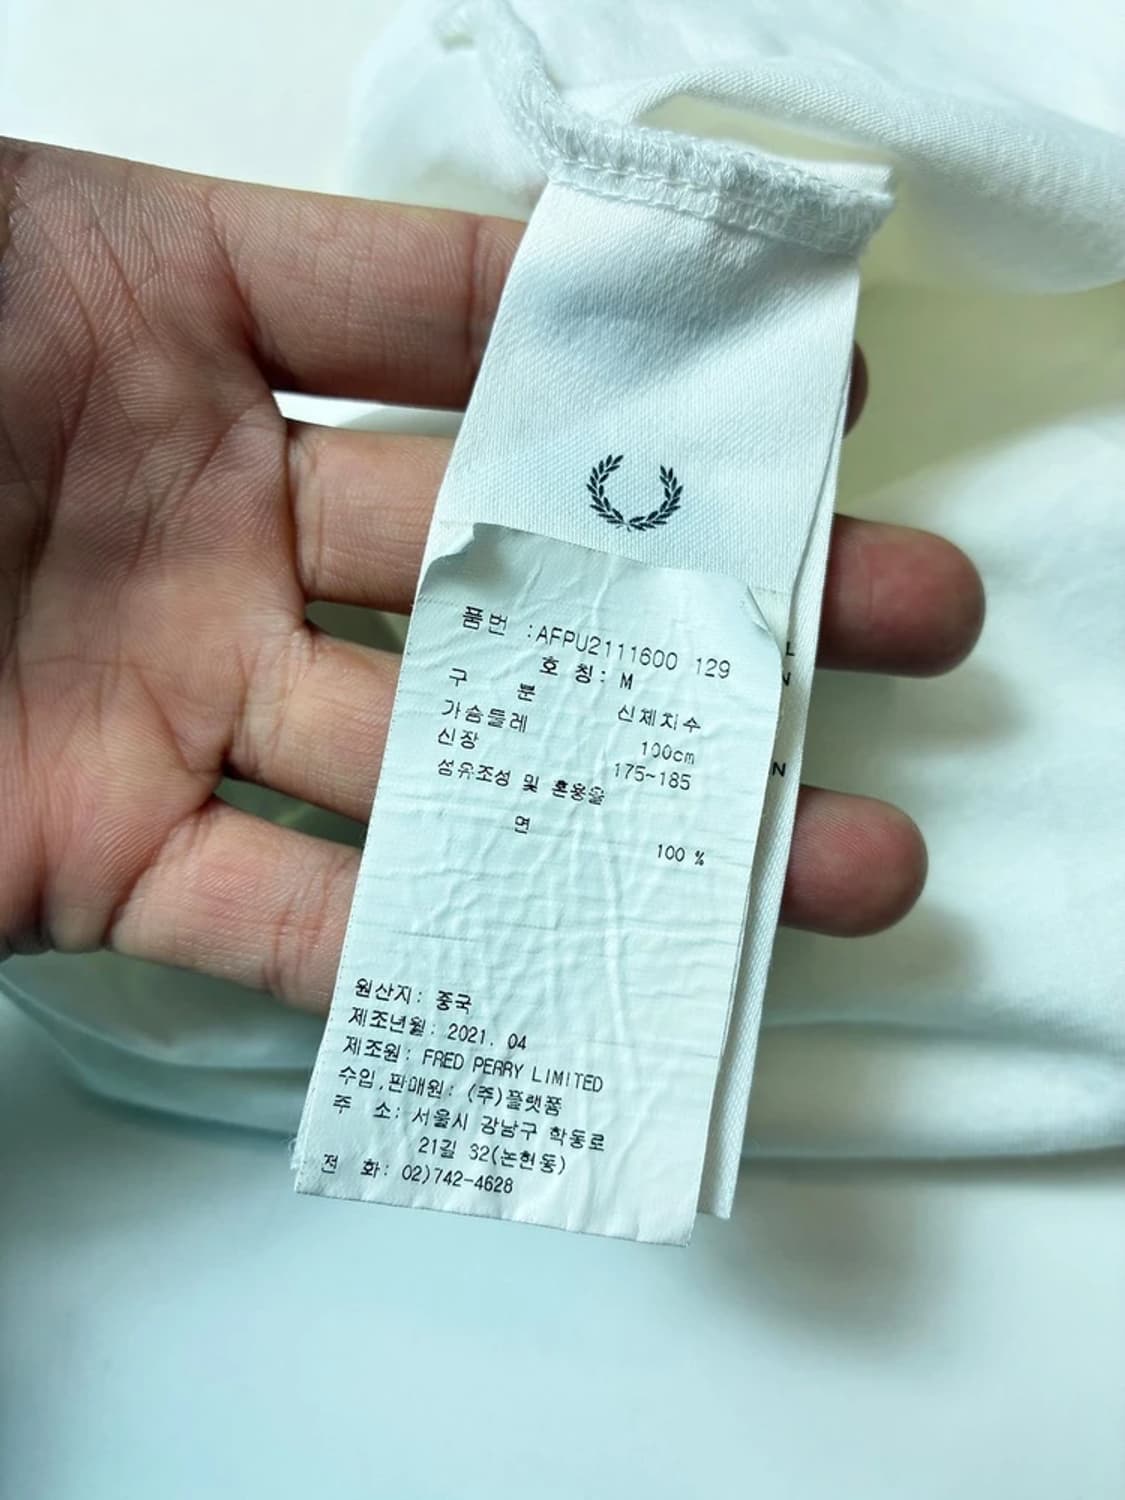 품번 :AFPU2111600 129
호 칭: M
구 분 신체치수
가슴들레 100cm
신장 175~185
섬유조성 및 혼용율
면 100 %
원산지: 중국
제조년월: 2021. 04
제조원: FRED PERRY LIMITED
수입,판매원: (주)플랫폼
주 소: 서울시 강남구 학동로
21길 32(논현동)
전 화: 02)742-4628
L
N
N